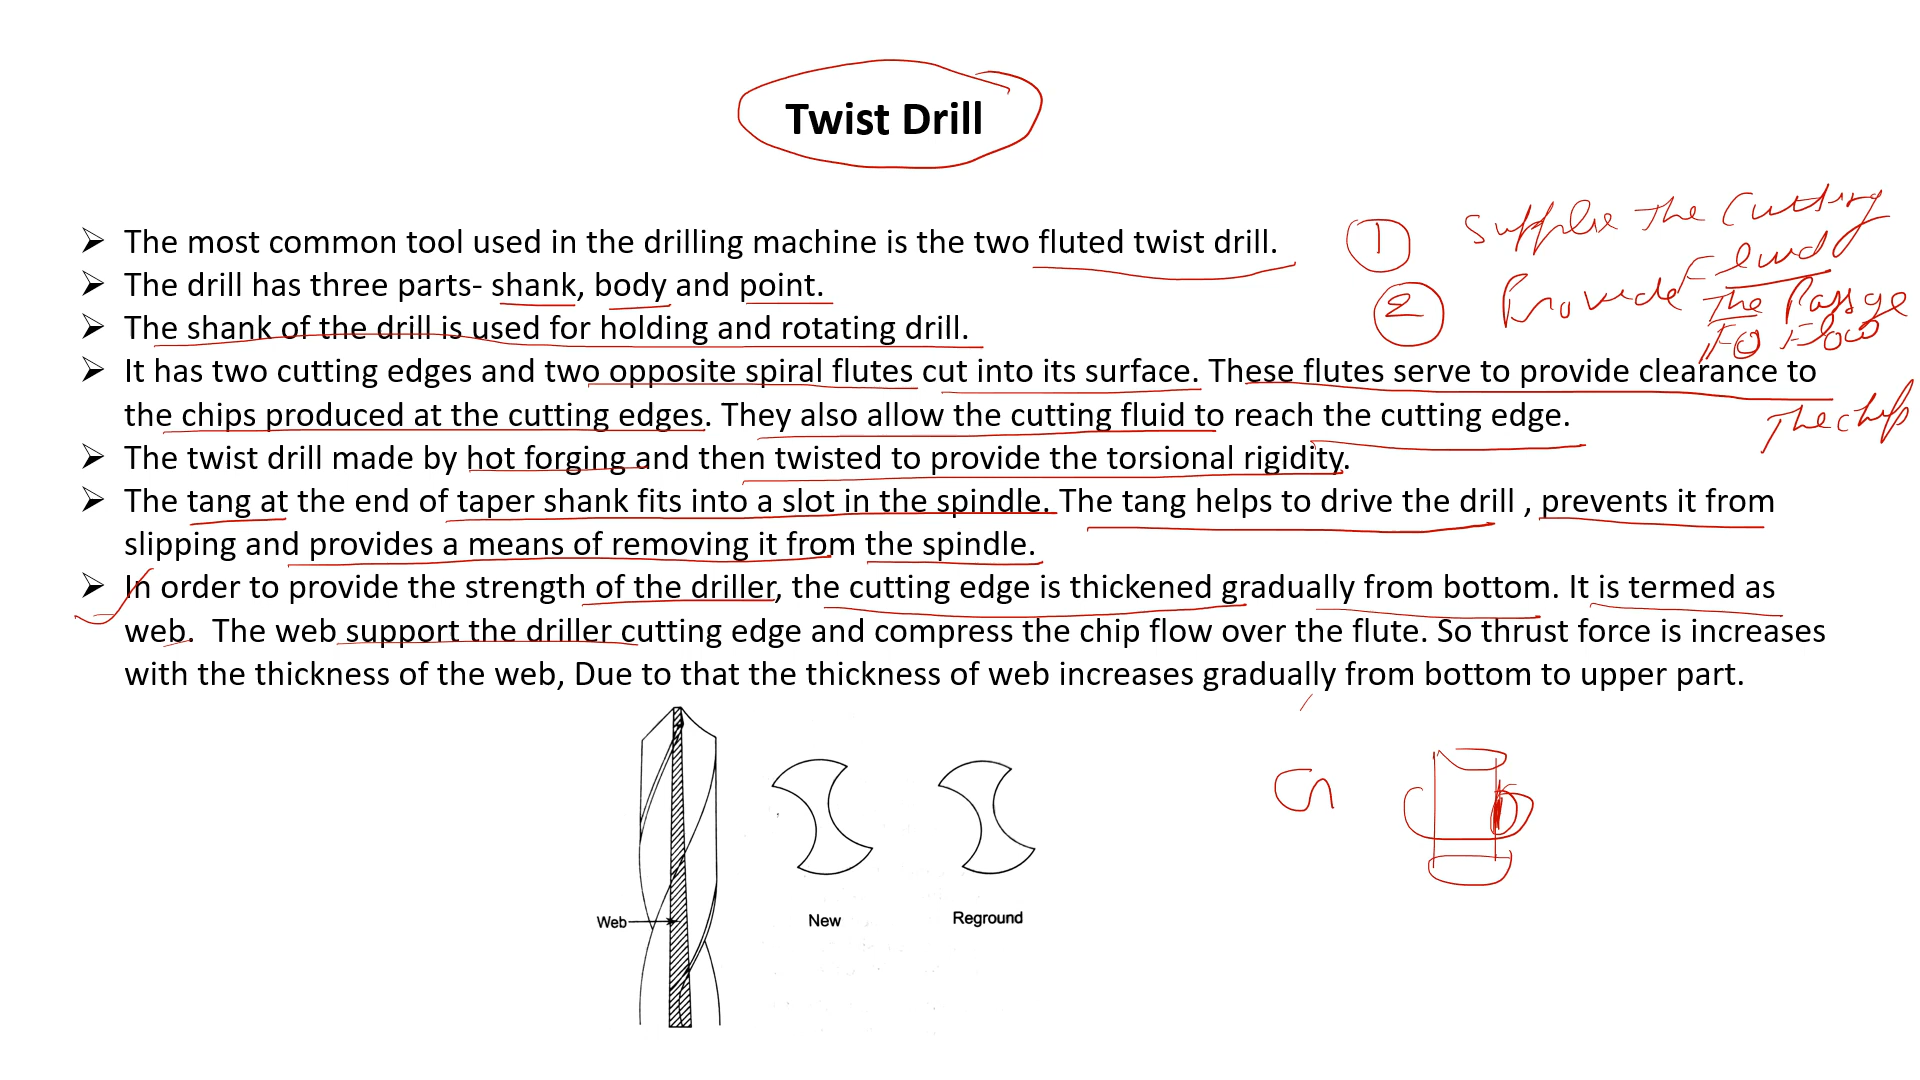 Twist Drill
➢ The most common tool used in the drilling machine is the two fluted twist drill.
➢ The drill has three parts- shank, body and point.
➢ The shank of the drill is used for holding and rotating drill.
➢ It has two cutting edges and two opposite spiral flutes cut into its surface. These flutes serve to provide clearance to
the chips produced at the cutting edges. They also allow the cutting fluid to reach the cutting edge.
➢ The twist drill made by hot forging and then twisted to provide the torsional rigidity.
➢ The tang at the end of taper shank fits into a slot in the spindle. The tang helps to drive the drill , prevents it from
slipping and provides a means of removing it from the spindle.
➢ In order to provide the strength of the driller, the cutting edge is thickened gradually from bottom. It is termed as
web.  The web support the driller cutting edge and compress the chip flow over the flute. So thrust force is increases
with the thickness of the web, Due to that the thickness of web increases gradually from bottom to upper part.
1 The Cutting
Fluid
2 Provide The Passge
To Flow
The chip
Web
New
Reground